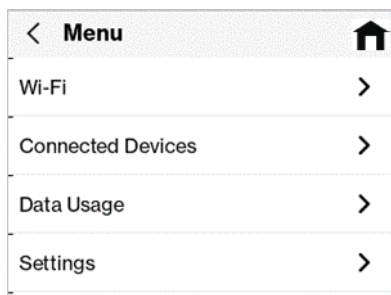 Menu
Wi-Fi
Connected Devices
Data Usage
Settings